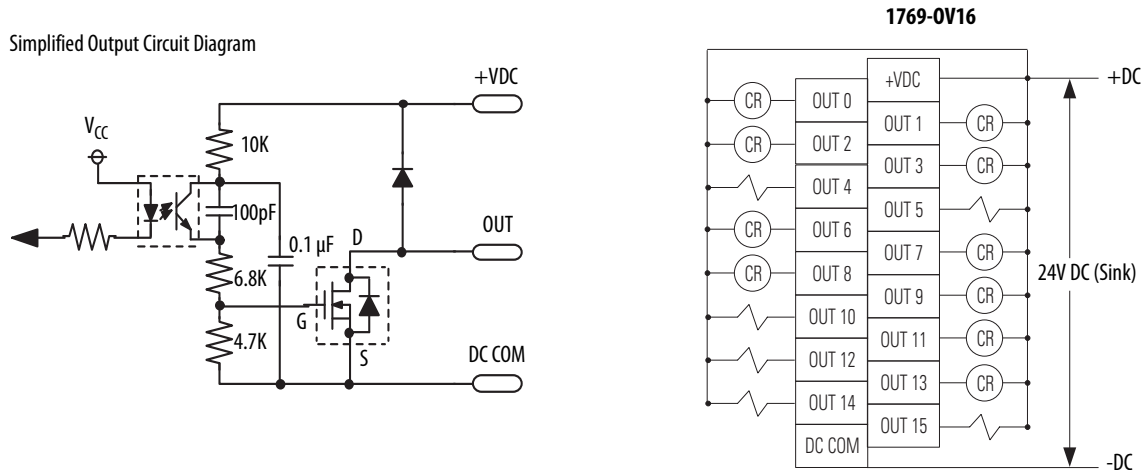 1769-OV16
Simplified Output Circuit Diagram
+VDC
10K
VCC
100pF
0.1 µF
D
OUT
6.8K
G
4.7K
S
DC COM
+VDC
+DC
CR
OUT 0
OUT 1
CR
CR
OUT 2
OUT 3
CR
OUT 4
OUT 5
CR
OUT 6
OUT 7
CR
CR
OUT 8
24V DC (Sink)
OUT 9
CR
OUT 10
OUT 11
CR
OUT 12
OUT 13
CR
OUT 14
OUT 15
DC COM
-DC